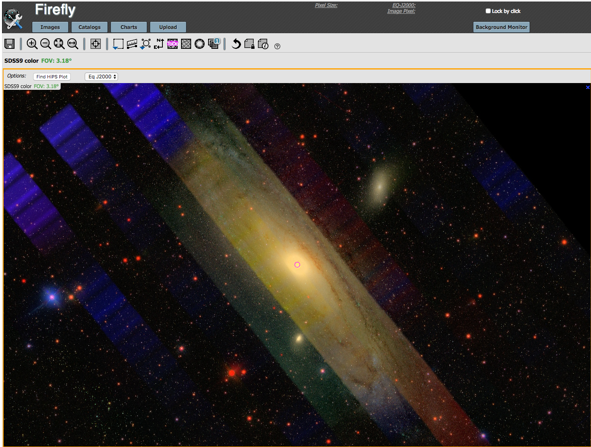 Firefly
Pixel Size:
EQ-J2000:
Image Pixel:
Lock by click
Images
Catalogs
Charts
Upload
Background Monitor
SDSS9 color FOV: 3.18°
Options: Find HiPS Plot Eq J2000
SDSS9 color FOV: 3.18°